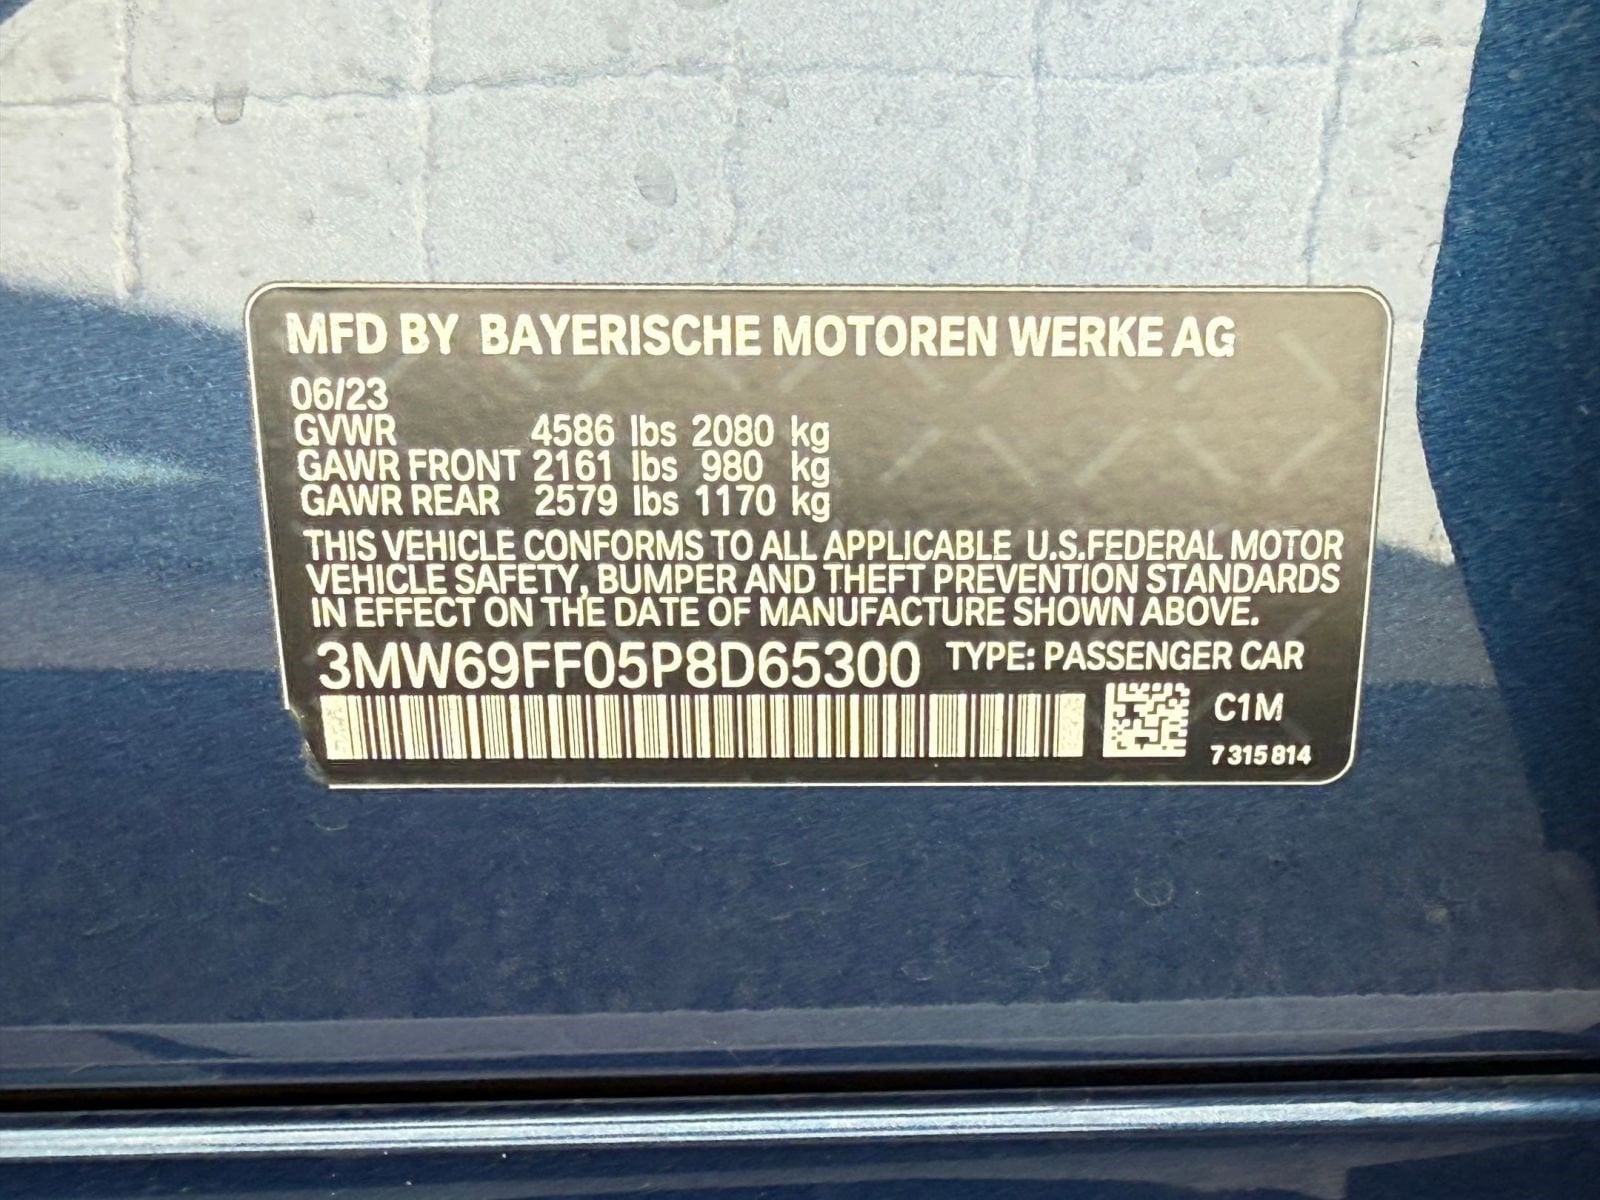 MFD BY BAYERISCHE MOTOREN WERKE AG
06/23
GVWR 4586 lbs 2080 kg
GAWR FRONT 2161 lbs 980 kg
GAWR REAR 2579 lbs 1170 kg
THIS VEHICLE CONFORMS TO ALL APPLICABLE U.S.FEDERAL MOTOR
VEHICLE SAFETY, BUMPER AND THEFT PREVENTION STANDARDS
IN EFFECT ON THE DATE OF MANUFACTURE SHOWN ABOVE.
3MW69FF05P8D65300 TYPE: PASSENGER CAR
C1M
7 315 814